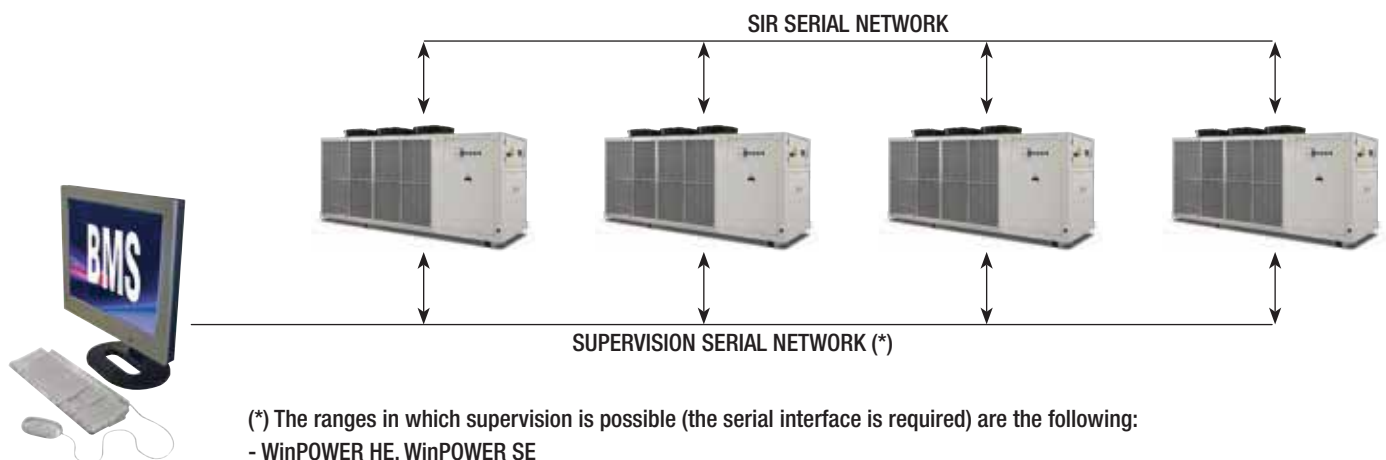 SIR SERIAL NETWORK
BMS
SUPERVISION SERIAL NETWORK (*)
(*) The ranges in which supervision is possible (the serial interface is required) are the following:
- WinPOWER HE, WinPOWER SE